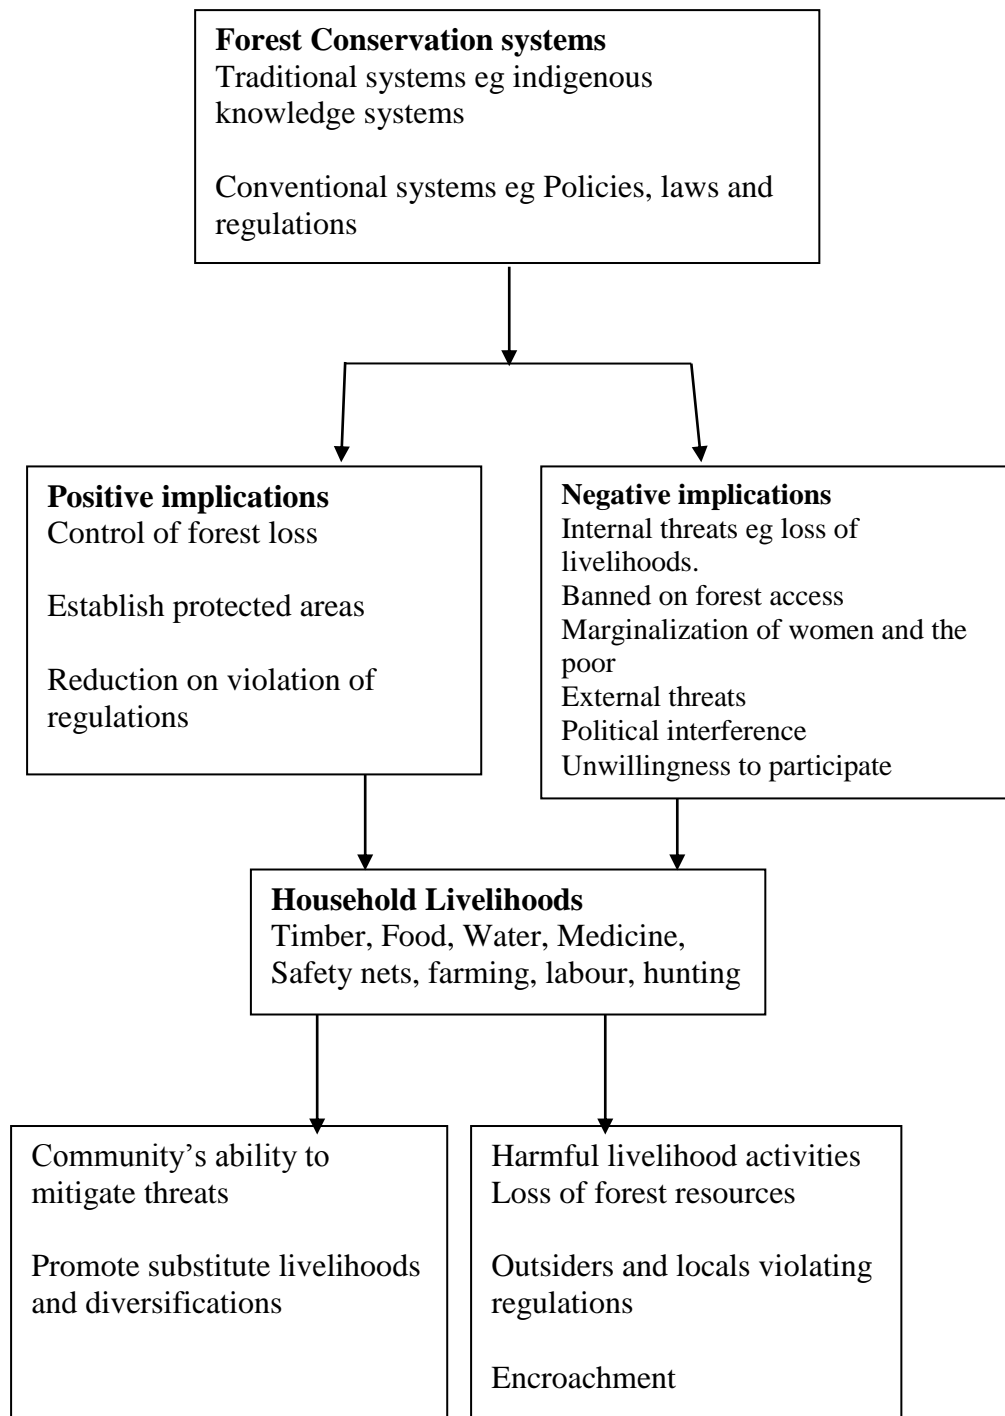 Forest Conservation systems
Traditional systems eg indigenous
knowledge systems
Conventional systems eg Policies, laws and
regulations
Positive implications
Control of forest loss
Establish protected areas
Reduction on violation of
regulations
Negative implications
Internal threats eg loss of
livelihoods.
Banned on forest access
Marginalization of women and the
poor
External threats
Political interference
Unwillingness to participate
Household Livelihoods
Timber, Food, Water, Medicine,
Safety nets, farming, labour, hunting
Community’s ability to
mitigate threats
Promote substitute livelihoods
and diversifications
Harmful livelihood activities
Loss of forest resources
Outsiders and locals violating
regulations
Encroachment